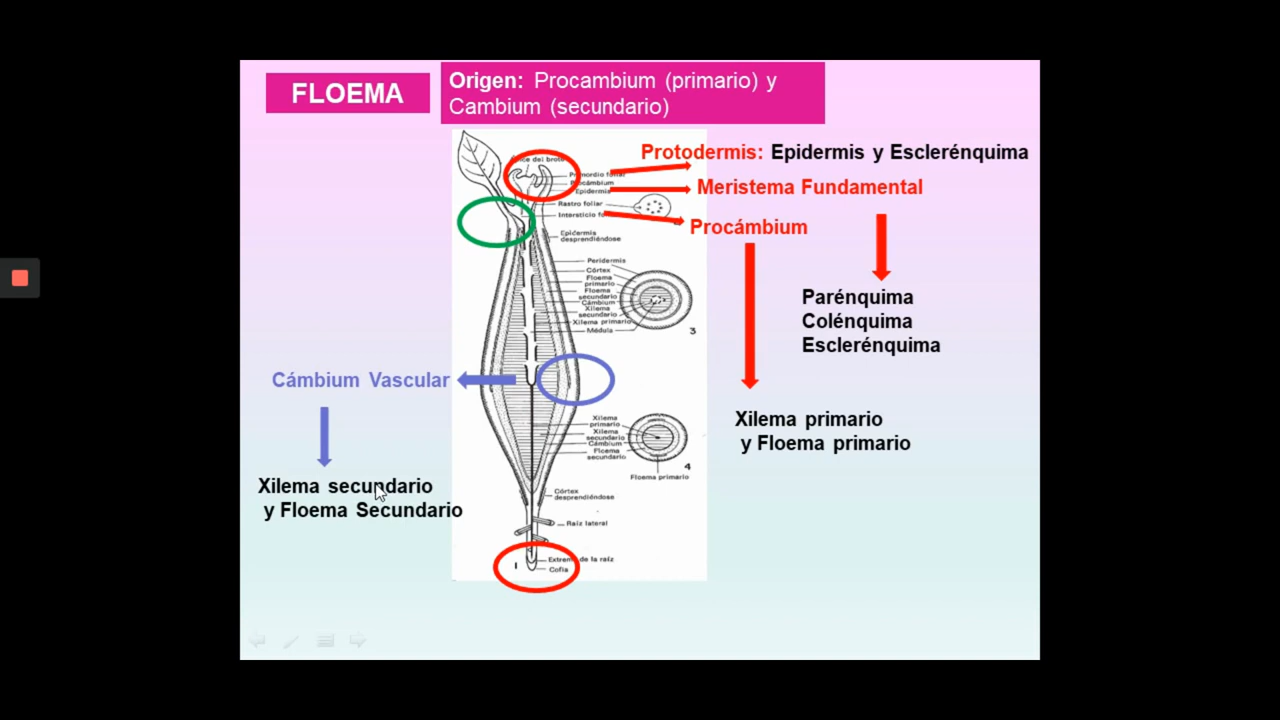 FLOEMA
Origen: Procambium (primario) y
Cambium (secundario)
Protodermis: Epidermis y Esclerénquima
Meristema Fundamental
Procámbium
Parénquima
Colénquima
Esclerénquima
Xilema primario
y Floema primario
Cámbium Vascular
Xilema secundario
y Floema Secundario
del brote
Primordio foliar
Procámbium
Epidermis
Rastro foliar
Intersticio
Epidermis
desprendiéndose
Peridermis
Córtex
Floema
primario
Floema
secundario
Cámbium
Xilema
secundario
Xilema primario
Médula
3
Xilema
primario
Xilema
secundario
Cámbium
Floema
secundario
4
Floema primario
Córtex
desprendiéndose
Raíz lateral
1
de la raíz
Cofia